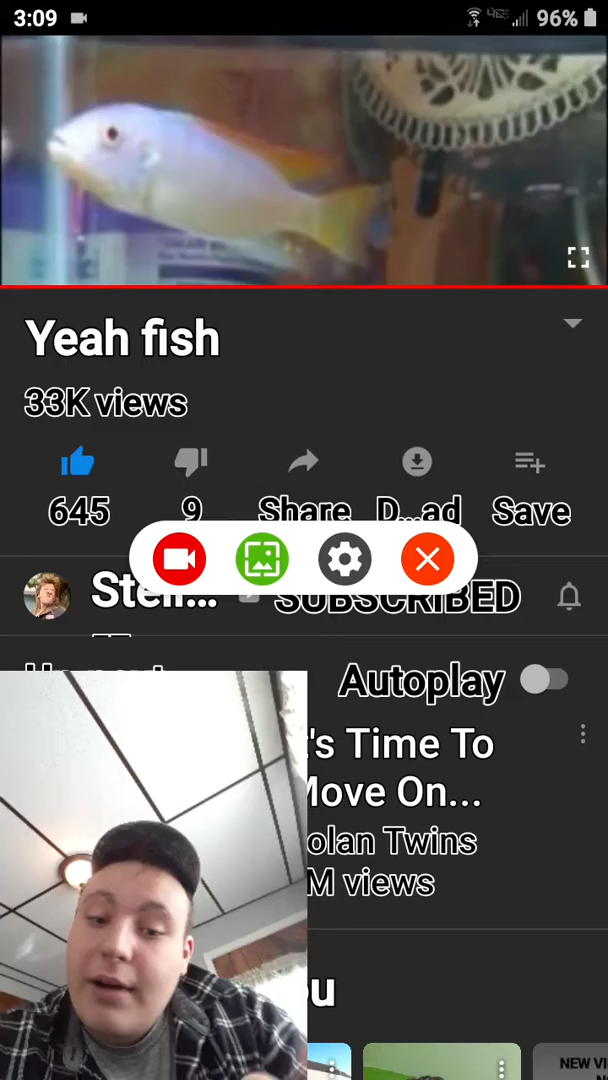 3:09 96%
Yeah fish
33K views
645 9 Share D...ad Save
SUBSCRIBED
Autoplay
's Time To
Move On...
olan Twins
M views
NEW VI